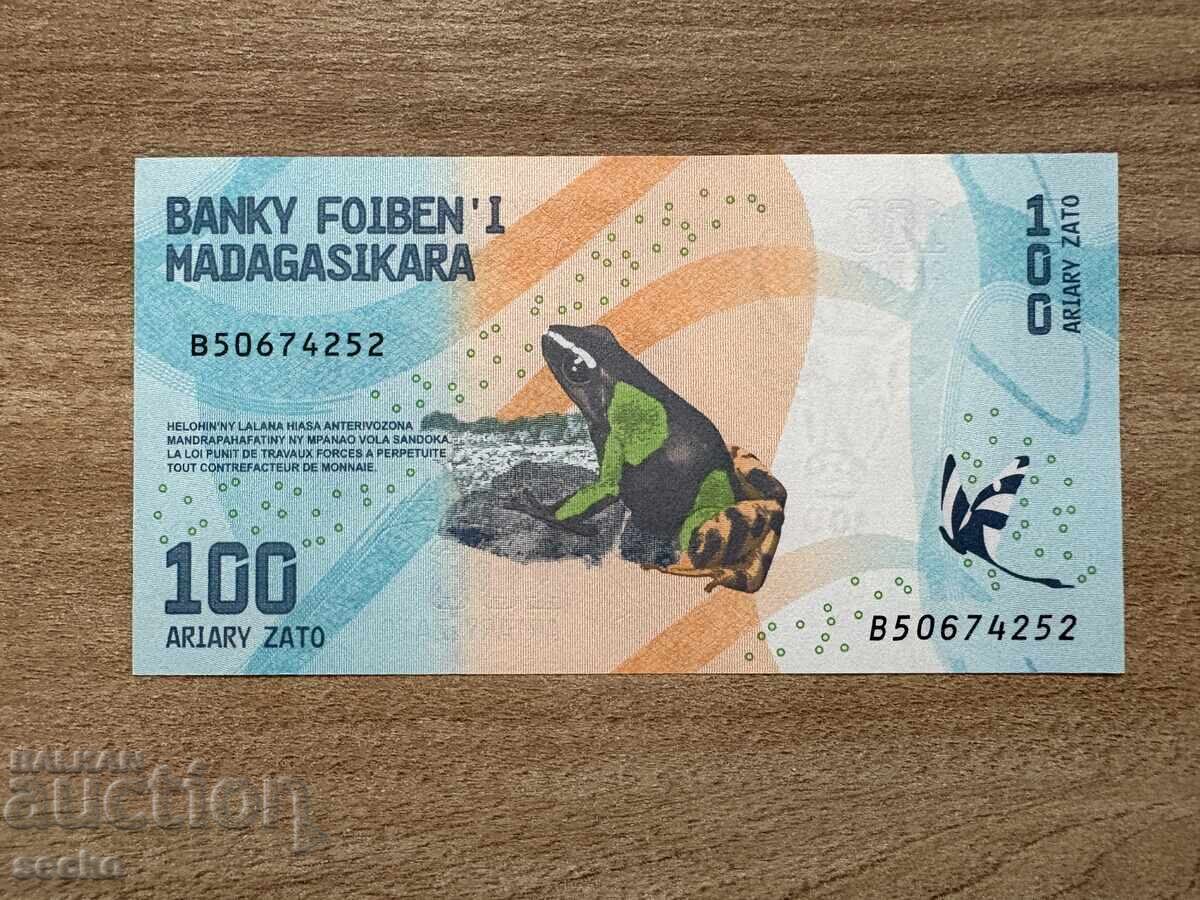 BANKY FOIBEN'I
MADAGASIKARA
B50674252
HELOHIN'NY LALANA HIASA ANTERIVOZONA
MANDRAPAHAFATINY NY MPANAO VOLA SANDOKA.
LA LOI PUNIT DE TRAVAUX FORCES A PERPETUITE
TOUT CONTREFACTEUR DE MONNAIE.
100
ARIARY ZATO
100
ARIARY ZATO
B50674252
BALKAN
auction
secko